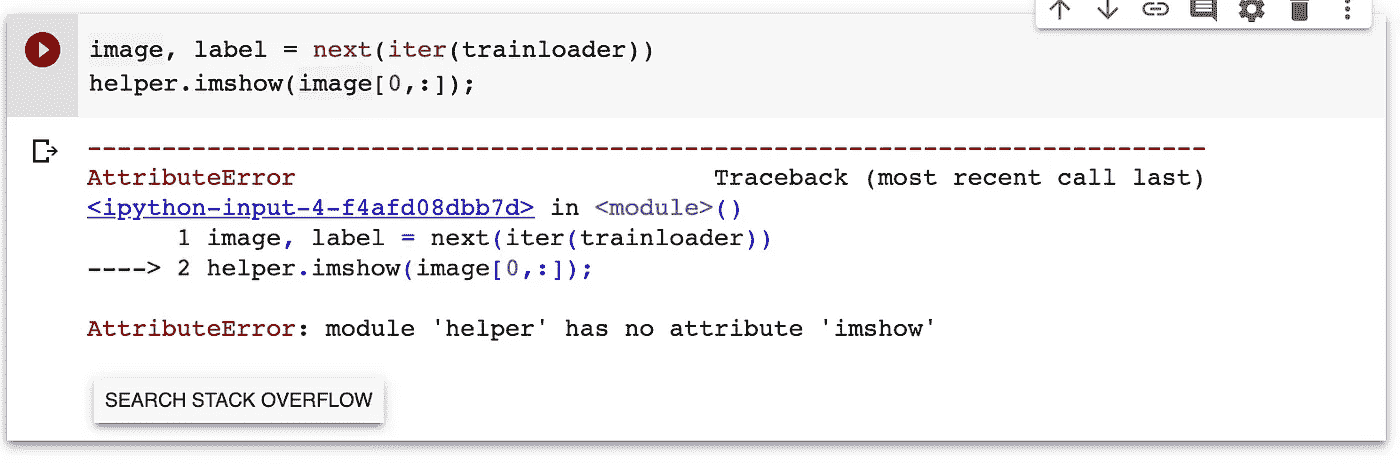 image, label = next(iter(trainloader))
helper.imshow(image[0,:]);
---------------------------------------------------------------------------
AttributeError                            Traceback (most recent call last)
<ipython-input-4-f4afd08dbb7d> in <module>()
      1 image, label = next(iter(trainloader))
----> 2 helper.imshow(image[0,:]);
AttributeError: module 'helper' has no attribute 'imshow'
SEARCH STACK OVERFLOW